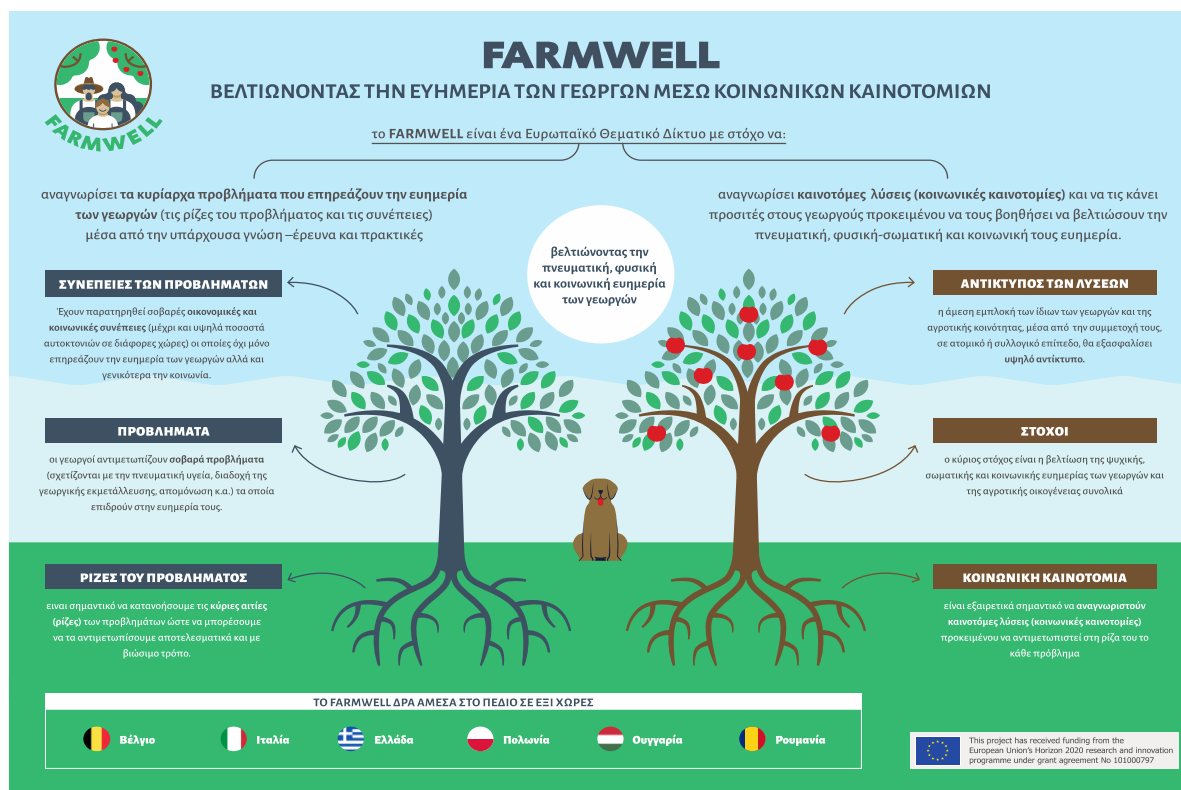 FARMWELL
FARMWELL
ΒΕΛΤΙΩΝΟΝΤΑΣ ΤΗΝ ΕΥΗΜΕΡΙΑ ΤΩΝ ΓΕΩΡΓΩΝ ΜΕΣΩ ΚΟΙΝΩΝΙΚΩΝ ΚΑΙΝΟΤΟΜΙΩΝ
το FARMWELL είναι ένα Ευρωπαϊκό Θεματικό Δίκτυο με στόχο να:
αναγνωρίσει τα κυρίαρχα προβλήματα που επηρεάζουν την ευημερία
των γεωργών (τις ρίζες του προβλήματος και τις συνέπειες)
μέσα από την υπάρχουσα γνώση –έρευνα και πρακτικές
αναγνωρίσει καινοτόμες λύσεις (κοινωνικές καινοτομίες) και να τις κάνει
προσιτές στους γεωργούς προκειμένου να τους βοηθήσει να βελτιώσουν την
πνευματική, φυσική-σωματική και κοινωνική τους ευημερία.
βελτιώνοντας την
πνευματική, φυσική
και κοινωνική ευημερία
των γεωργών
ΣΥΝΕΠΕΙΕΣ ΤΩΝ ΠΡΟΒΛΗΜΑΤΩΝ
Έχουν παρατηρηθεί σοβαρές οικονομικές και
κοινωνικές συνέπειες (μέχρι και υψηλά ποσοστά
αυτοκτονιών σε διάφορες χώρες) οι οποίες όχι μόνο
επηρεάζουν την ευημερία των γεωργών αλλά και
γενικότερα την κοινωνία.
ΠΡΟΒΛΗΜΑΤΑ
οι γεωργοί αντιμετωπίζουν σοβαρά προβλήματα
(σχετίζονται με την πνευματική υγεία, διαδοχή της
γεωργικής εκμετάλλευσης, απομόνωση κ.α.) τα οποία
επιδρούν στην ευημερία τους.
ΡΙΖΕΣ ΤΟΥ ΠΡΟΒΛΗΜΑΤΟΣ
ειναι σημαντικό να κατανοήσουμε τις κύριες αιτίες
(ρίζες) των προβλημάτων ώστε να μπορέσουμε
να τα αντιμετωπίσουμε αποτελεσματικά και με
βιώσιμο τρόπο.
ΑΝΤΙΚΤΥΠΟΣ ΤΩΝ ΛΥΣΕΩΝ
η άμεση εμπλοκή των ίδιων των γεωργών και της
αγροτικής κοινότητας, μέσα από την συμμετοχή τους,
σε ατομικό ή συλλογικό επίπεδο, θα εξασφαλίσει
υψηλό αντίκτυπο.
ΣΤΟΧΟΙ
ο κύριος στόχος είναι η βελτίωση της ψυχικής,
σωματικής και κοινωνικής ευημερίας των γεωργών και
της αγροτικής οικογένειας συνολικά
ΚΟΙΝΩΝΙΚΗ ΚΑΙΝΟΤΟΜΙΑ
είναι εξαιρετικά σημαντικό να αναγνωριστούν
καινοτόμες λύσεις (κοινωνικές καινοτομίες)
προκειμένου να αντιμετωπιστεί στη ρίζα του το
κάθε πρόβλημα
ΤΟ FARMWELL ΔΡΑ ΑΜΕΣΑ ΣΤΟ ΠΕΔΙΟ ΣΕ ΕΞΙ ΧΩΡΕΣ
Βέλγιο Ιταλία Ελλάδα Πολωνία Ουγγαρία Ρουμανία
This project has received funding from the
European Union's Horizon 2020 research and innovation
programme under grant agreement No 101000797